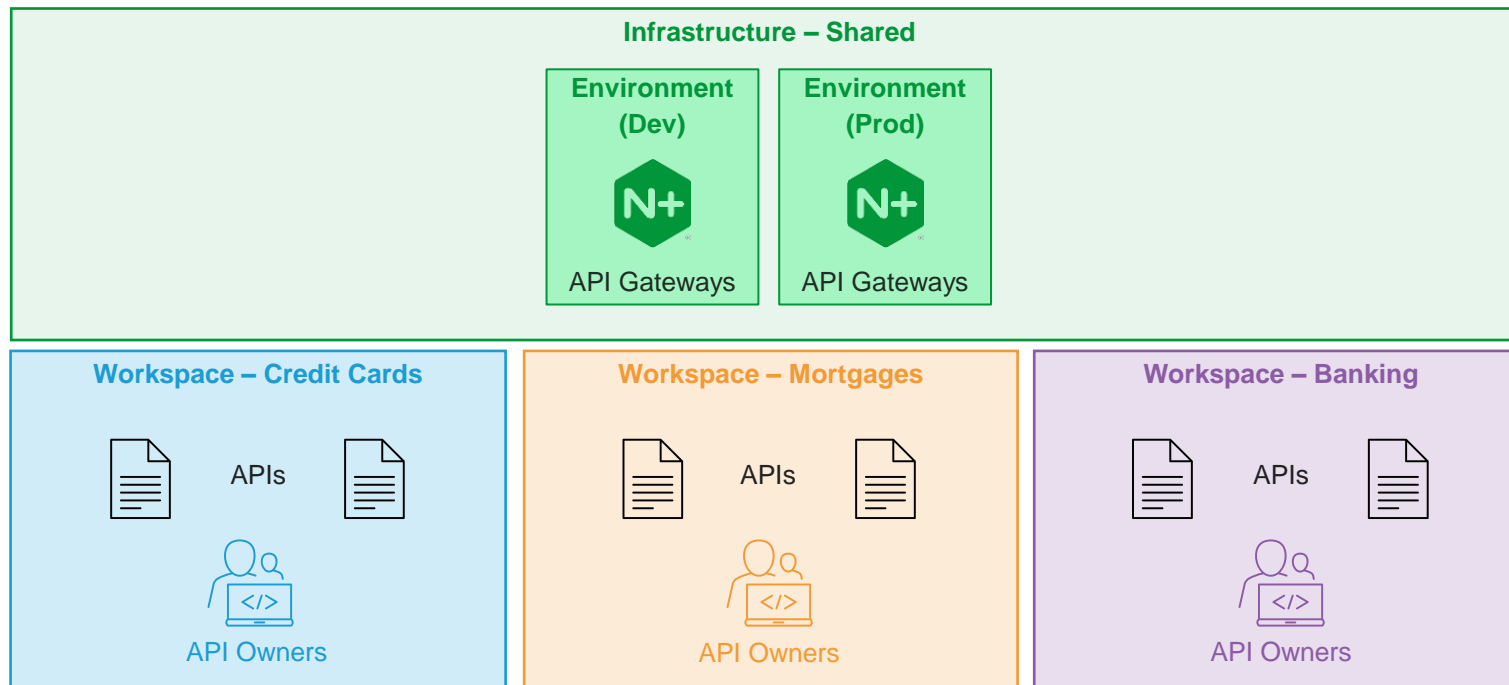 Infrastructure – Shared
Environment
(Dev)
N+
API Gateways
Environment
(Prod)
N+
API Gateways
Workspace – Credit Cards
APIs
</>
API Owners
Workspace – Mortgages
APIs
</>
API Owners
Workspace – Banking
APIs
</>
API Owners